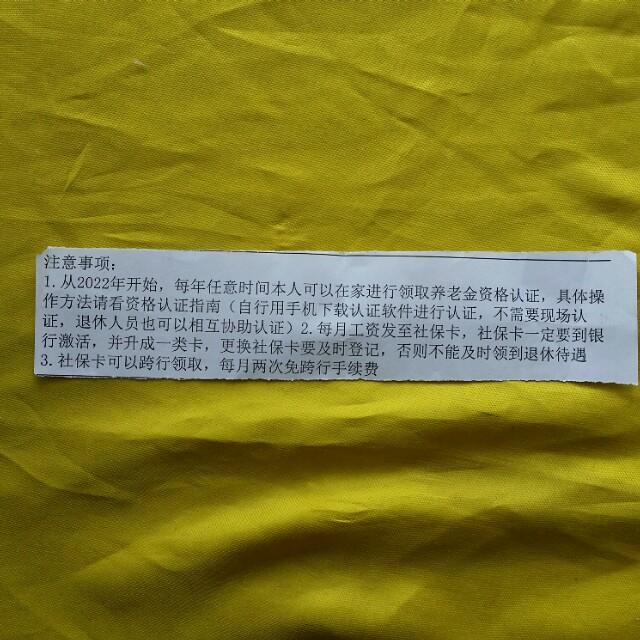 注意事项：
1.从2022年开始，每年任意时间本人可以在家进行领取养老金资格认证，具体操
作方法请看资格认证指南（自行用手机下载认证软件进行认证，不需要现场认
证，退休人员也可以相互协助认证）2.每月工资发至社保卡，社保卡一定要到银
行激活，并升成一类卡，更换社保卡要及时登记，否则不能及时领到退休待遇
3.社保卡可以跨行领取，每月两次免跨行手续费